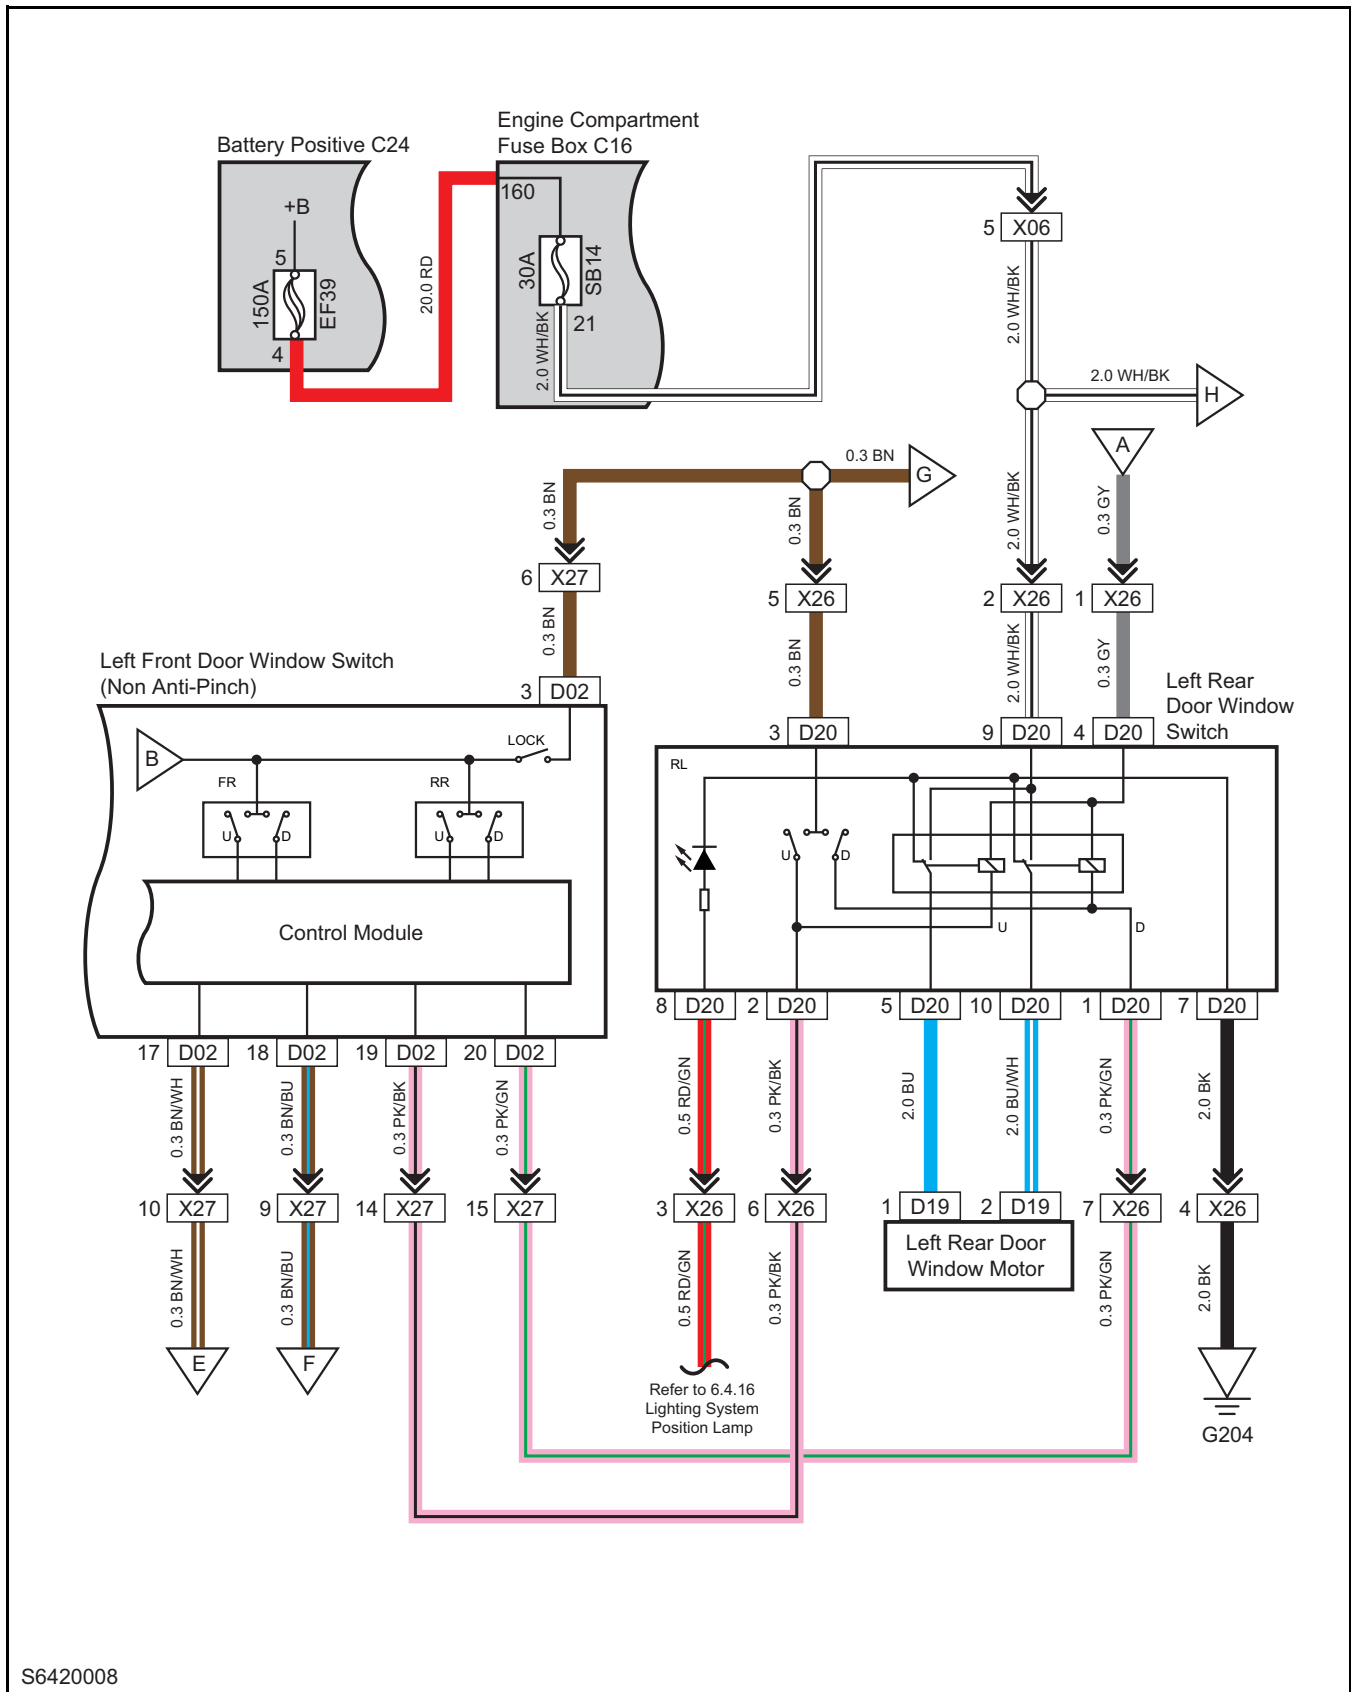 Battery Positive C24
Engine Compartment
Fuse Box C16
+B
5
150A
EF39
4
20.0 RD
160
30A
SB14
21
2.0 WH/BK
5 X06
2.0 WH/BK
2.0 WH/BK
H
0.3 BN
G
A
0.3 BN
0.3 BN
2.0 WH/BK
0.3 GY
6 X27
5 X26
2 X26
1 X26
0.3 BN
0.3 BN
2.0 WH/BK
0.3 GY
Left Front Door Window Switch
(Non Anti-Pinch)
3 D02
Left Rear
Door Window
Switch
3 D20
9 D20
4 D20
B
LOCK
FR
RR
U
D
U
D
Control Module
RL
U
D
U
D
17 D02
18 D02
19 D02
20 D02
8 D20
2 D20
5 D20
10 D20
1 D20
7 D20
0.3 BN/WH
0.3 BN/BU
0.3 PK/BK
0.3 PK/GN
0.5 RD/GN
0.3 PK/BK
2.0 BU
2.0 BU/WH
0.3 PK/GN
2.0 BK
10 X27
9 X27
14 X27
15 X27
3 X26
6 X26
1 D19
2 D19
7 X26
4 X26
Left Rear Door
Window Motor
0.3 BN/WH
0.3 BN/BU
0.5 RD/GN
0.3 PK/BK
0.3 PK/GN
2.0 BK
E
F
Refer to 6.4.16
Lighting System
Position Lamp
G204
S6420008